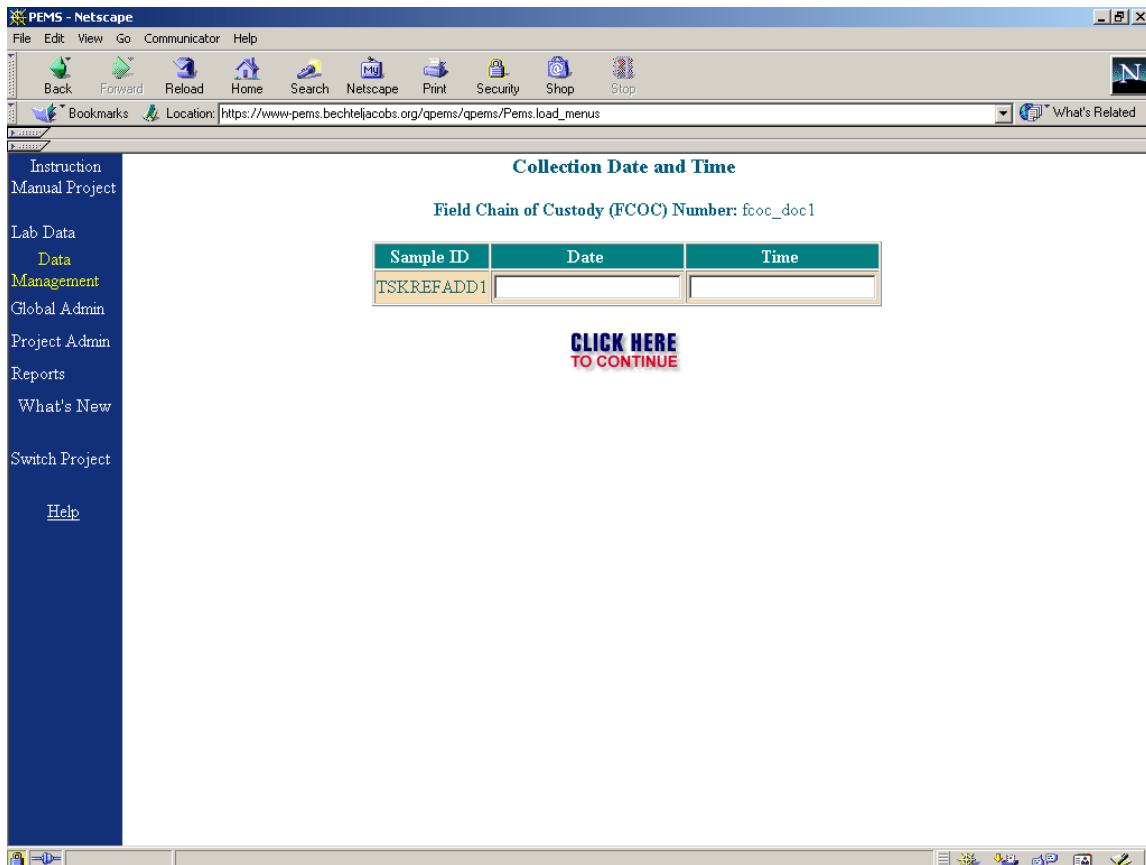 PEMS - Netscape
File Edit View Go Communicator Help
Back Forward Reload Home Search Netscape Print Security Shop Stop
My
N
Bookmarks Location: https://www-pems.bechteljacobs.org/qpems/qpems/Pems.load_menus What's Related
Instruction
Manual Project
Lab Data
Data
Management
Global Admin
Project Admin
Reports
What's New
Switch Project
Help
Collection Date and Time
Field Chain of Custody (FCOC) Number: fcoc_doc1
Sample ID Date Time
TSKREFADD1
CLICK HERE
TO CONTINUE